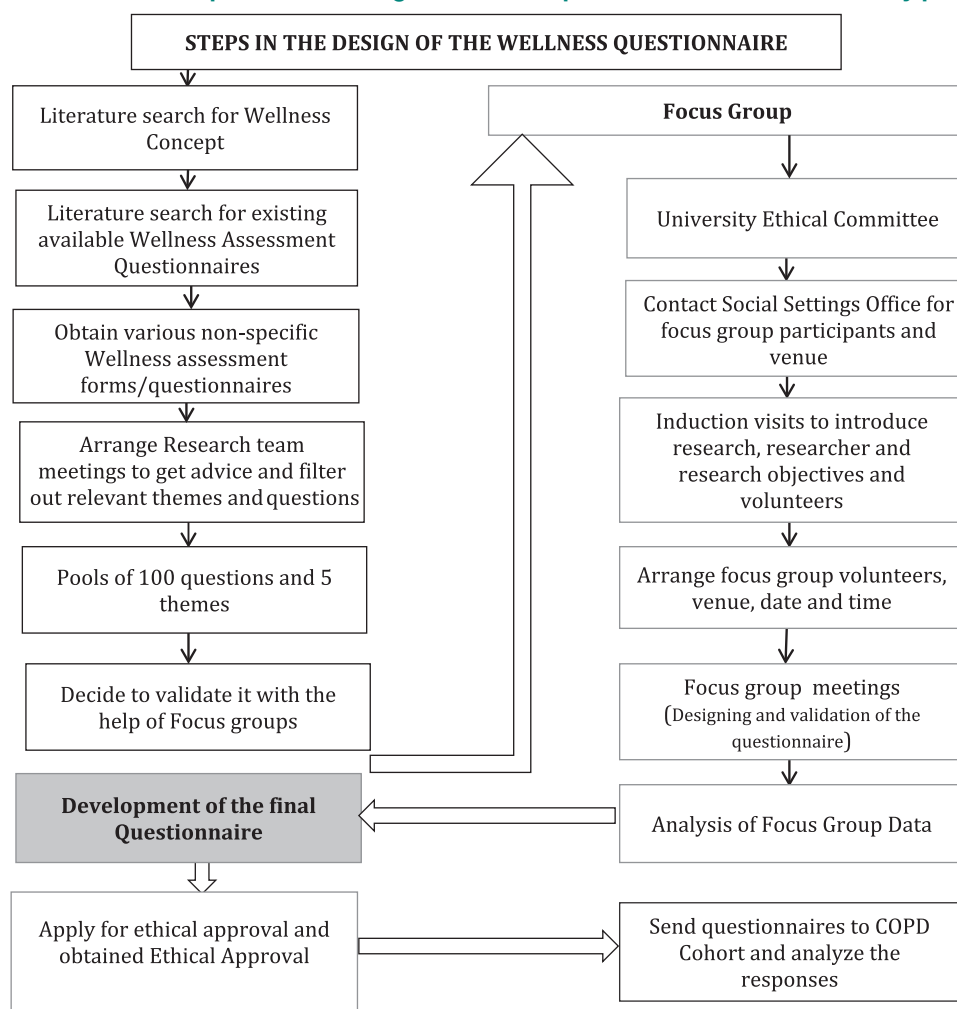 STEPS IN THE DESIGN OF THE WELLNESS QUESTIONNAIRE
Literature search for Wellness
Concept
Literature search for existing
available Wellness Assessment
Questionnaires
Obtain various non-specific
Wellness assessment
forms/questionnaires
Arrange Research team
meetings to get advice and filter
out relevant themes and questions
Pools of 100 questions and 5
themes
Decide to validate it with the
help of Focus groups
Development of the final
Questionnaire
Apply for ethical approval and
obtained Ethical Approval
Focus Group
University Ethical Committee
Contact Social Settings Office for
focus group participants and
venue
Induction visits to introduce
research, researcher and
research objectives and
volunteers
Arrange focus group volunteers,
venue, date and time
Focus group meetings
(Designing and validation of the
questionnaire)
Analysis of Focus Group Data
Send questionnaires to COPD
Cohort and analyze the
responses